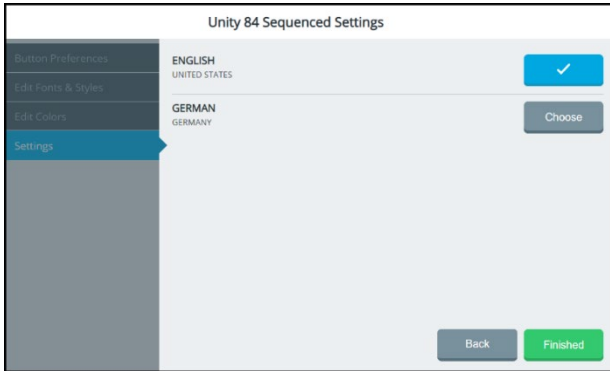 Unity 84 Sequenced Settings
Button Preferences
Edit Fonts & Styles
Edit Colors
Settings
ENGLISH
UNITED STATES
GERMAN
GERMANY
Choose
Back
Finished